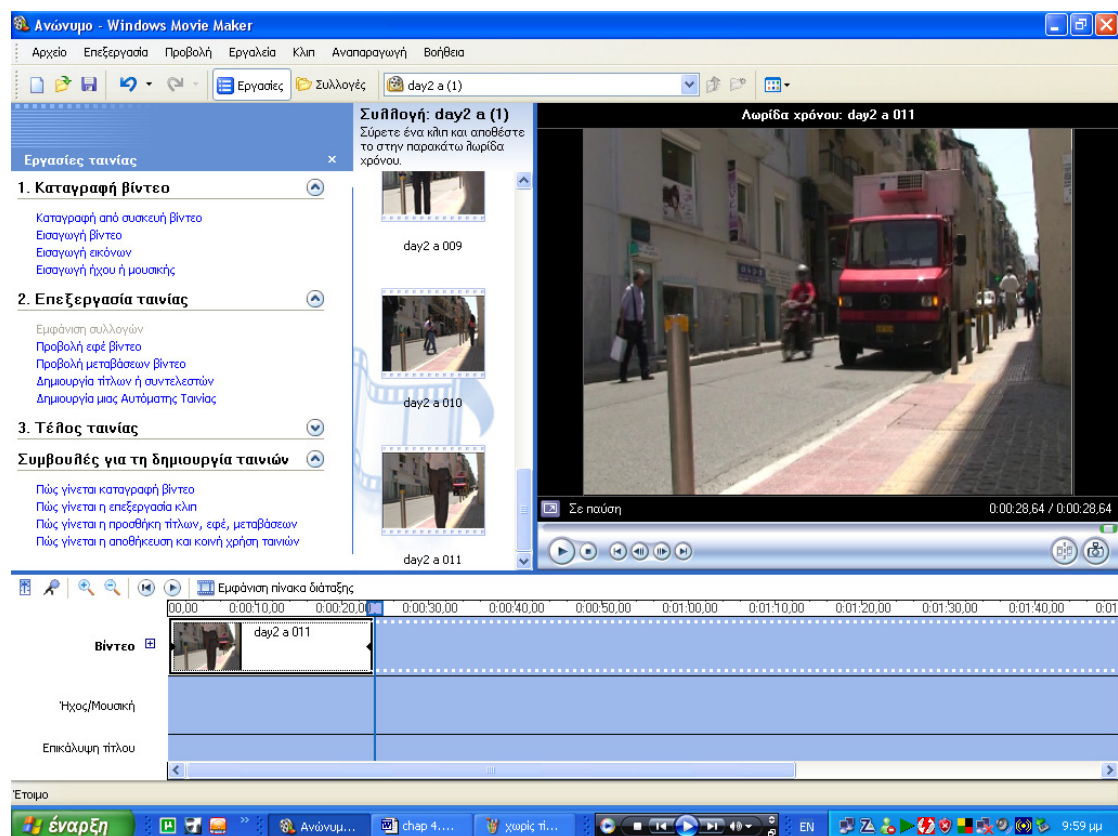 Ανώνυμο - Windows Movie Maker
Αρχείο Επεξεργασία Προβολή Εργαλεία Κλιπ Αναπαραγωγή Βοήθεια
Εργασίες Συλλογές day2 a (1)
Εργασίες ταινίας
1. Καταγραφή βίντεο
Καταγραφή από συσκευή βίντεο
Εισαγωγή βίντεο
Εισαγωγή εικόνων
Εισαγωγή ήχου ή μουσικής
2. Επεξεργασία ταινίας
Εμφάνιση συλλογών
Προβολή εφέ βίντεο
Προβολή μεταβάσεων βίντεο
Δημιουργία τίτλων ή συντελεστών
Δημιουργία μιας Αυτόματης Ταινίας
3. Τέλος ταινίας
Συμβουλές για τη δημιουργία ταινιών
Πώς γίνεται καταγραφή βίντεο
Πώς γίνεται η επεξεργασία κλιπ
Πώς γίνεται η προσθήκη τίτλων, εφέ, μεταβάσεων
Πώς γίνεται η αποθήκευση και κοινή χρήση ταινιών
Συλλογή: day2 a (1)
Σύρετε ένα κλιπ και αποθέστε
το στην παρακάτω λωρίδα
χρόνου.
day2 a 009
day2 a 010
day2 a 011
Λωρίδα χρόνου: day2 a 011
Σε παύση 0:00:28,64 / 0:00:28,64
Εμφάνιση πίνακα διάταξης
00,00 0:00:10,00 0:00:20,0 0:00:30,00 0:00:40,00 0:00:50,00 0:01:00,00 0:01:10,00 0:01:20,00 0:01:30,00 0:01:40,00 0:01
Βίντεο day2 a 011
Ήχος/Μουσική
Επικάλυψη τίτλου
Έτοιμο
έναρξη Ανώνυμ... chap 4.... χωρίς τί... EN 9:59 μμ